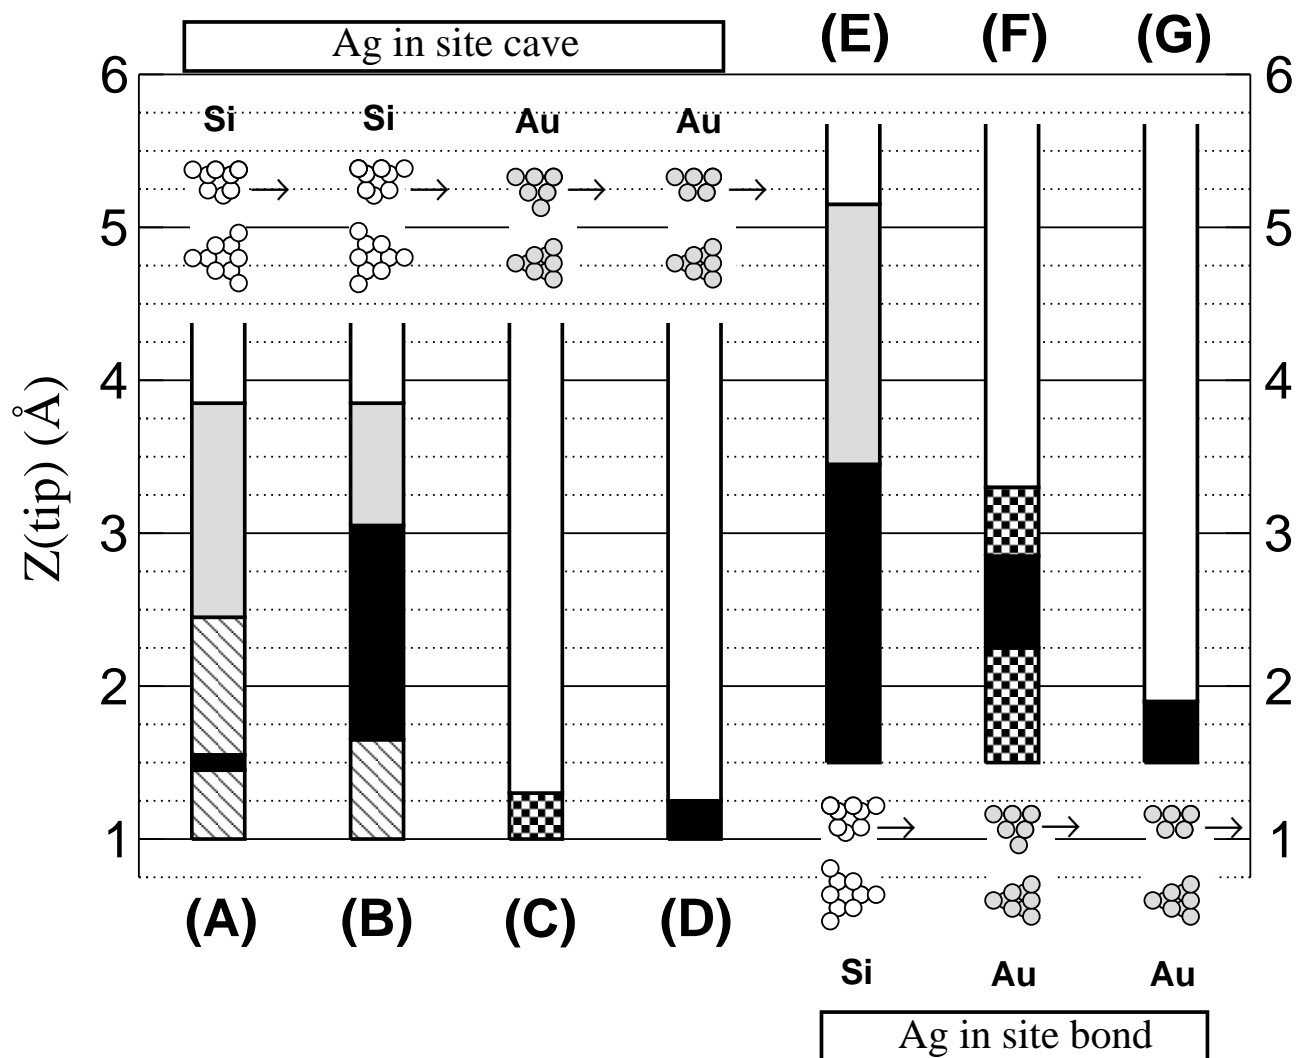 Ag in site cave
(E) (F) (G)
6 6
Si Si Au Au
5 5
4 4
Z(tip) (Å)
3 3
2 2
1 1
(A) (B) (C) (D)
Si Au Au
Ag in site bond